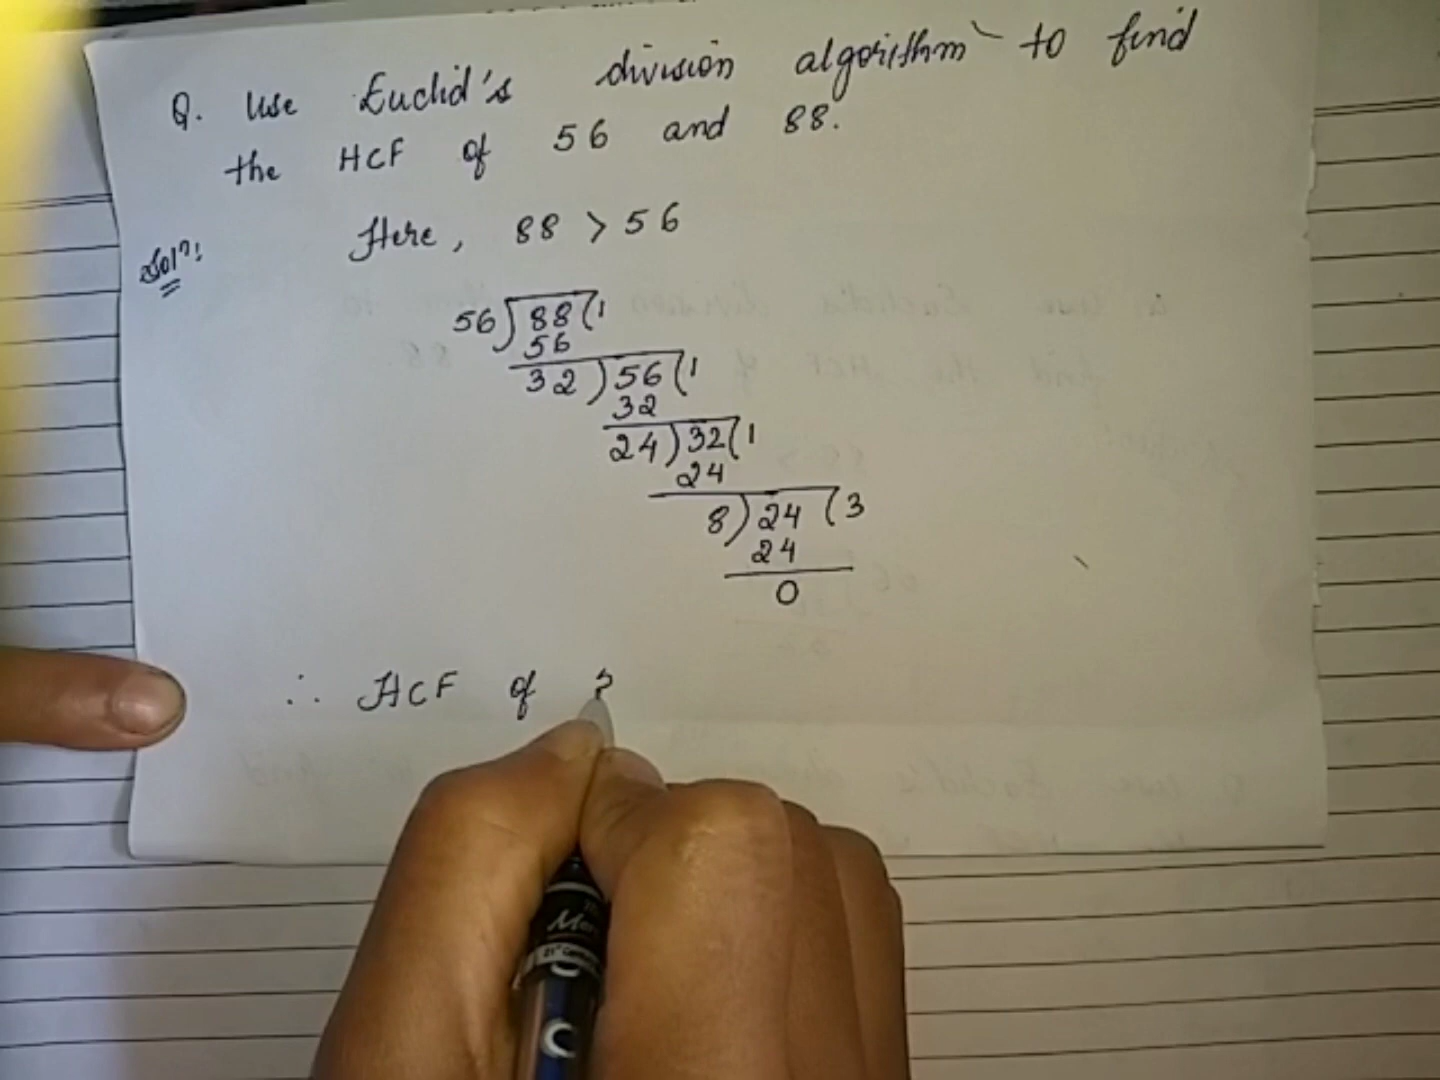 Q. Use Euclid's division algorithm to find
the HCF of 56 and 88.
Solⁿ: Here, 88 > 56
56 ) 88 ( 1
56
32 ) 56 ( 1
32
24 ) 32 ( 1
24
8 ) 24 ( 3
24
0
∴ HCF of